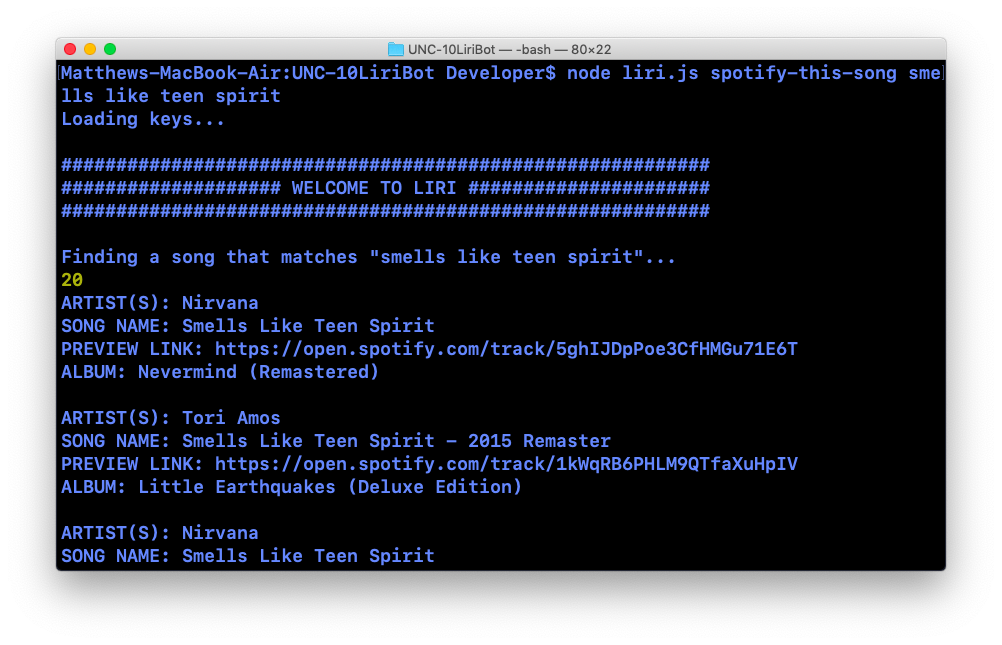 UNC-10LiriBot — -bash — 80×22
[Matthews-MacBook-Air:UNC-10LiriBot Developer$ node liri.js spotify-this-song sme]
lls like teen spirit
Loading keys...
###########################################################
#################### WELCOME TO LIRI ######################
###########################################################
Finding a song that matches "smells like teen spirit"...
20
ARTIST(S): Nirvana
SONG NAME: Smells Like Teen Spirit
PREVIEW LINK: https://open.spotify.com/track/5ghIJDpPoe3CfHMGu71E6T
ALBUM: Nevermind (Remastered)
ARTIST(S): Tori Amos
SONG NAME: Smells Like Teen Spirit - 2015 Remaster
PREVIEW LINK: https://open.spotify.com/track/1kWqRB6PHLM9QTfaXuHpIV
ALBUM: Little Earthquakes (Deluxe Edition)
ARTIST(S): Nirvana
SONG NAME: Smells Like Teen Spirit